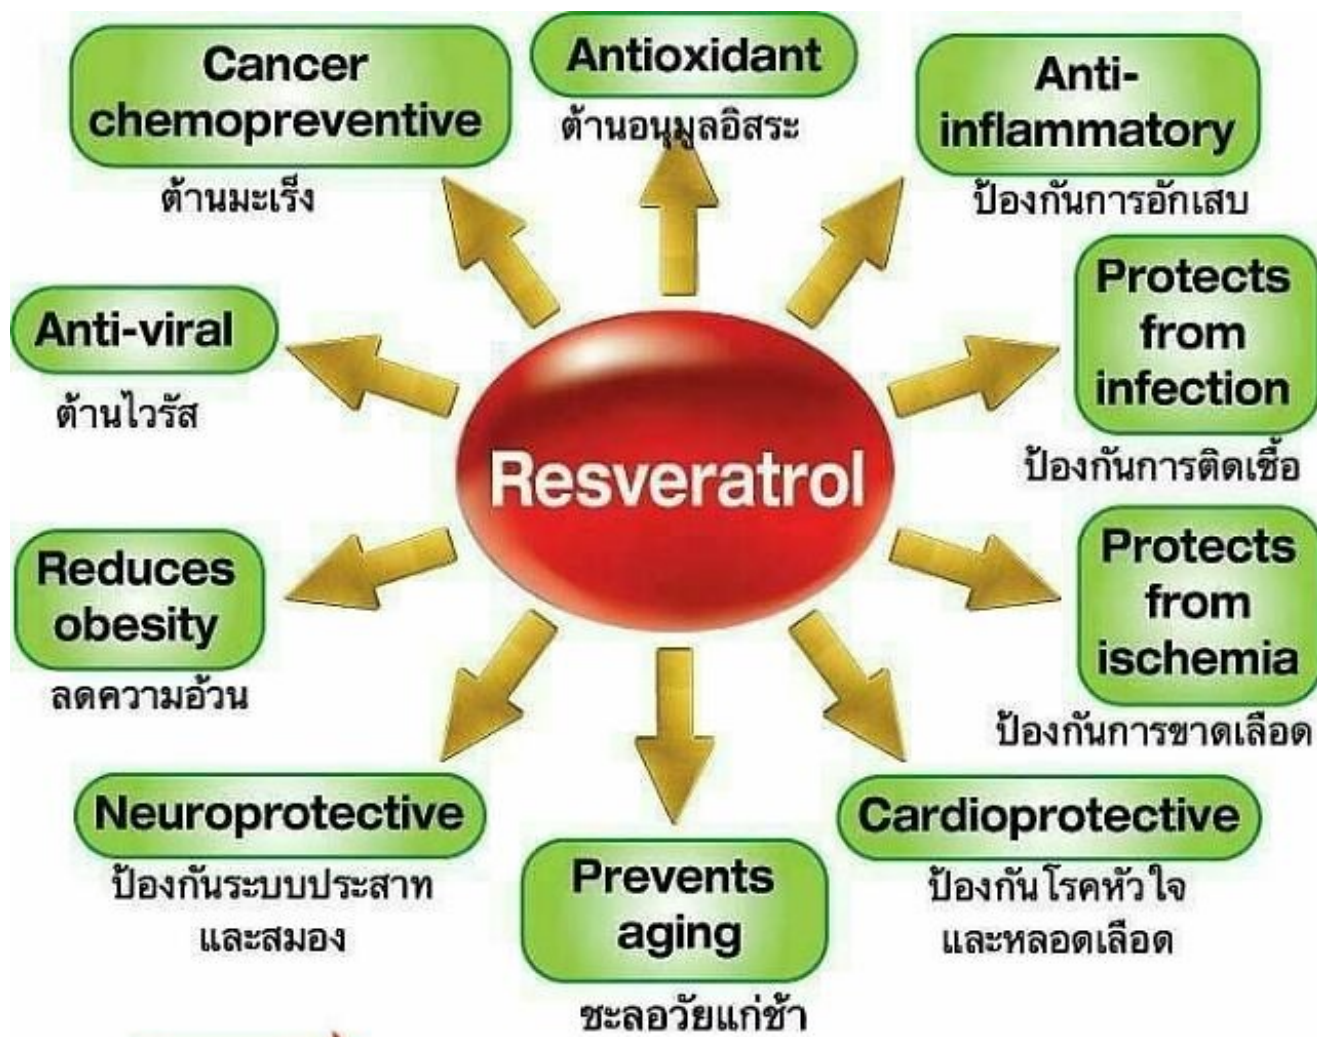 Cancer
chemopreventive
ต้านมะเร็ง
Antioxidant
ต้านอนุมูลอิสระ
Anti-
inflammatory
ป้องกันการอักเสบ
Anti-viral
ต้านไวรัส
Protects
from
infection
ป้องกันการติดเชื้อ
Resveratrol
Reduces
obesity
ลดความอ้วน
Protects
from
ischemia
ป้องกันการขาดเลือด
Neuroprotective
ป้องกันระบบประสาท
และสมอง
Prevents
aging
ชะลอวัยแก่ช้า
Cardioprotective
ป้องกันโรคหัวใจ
และหลอดเลือด